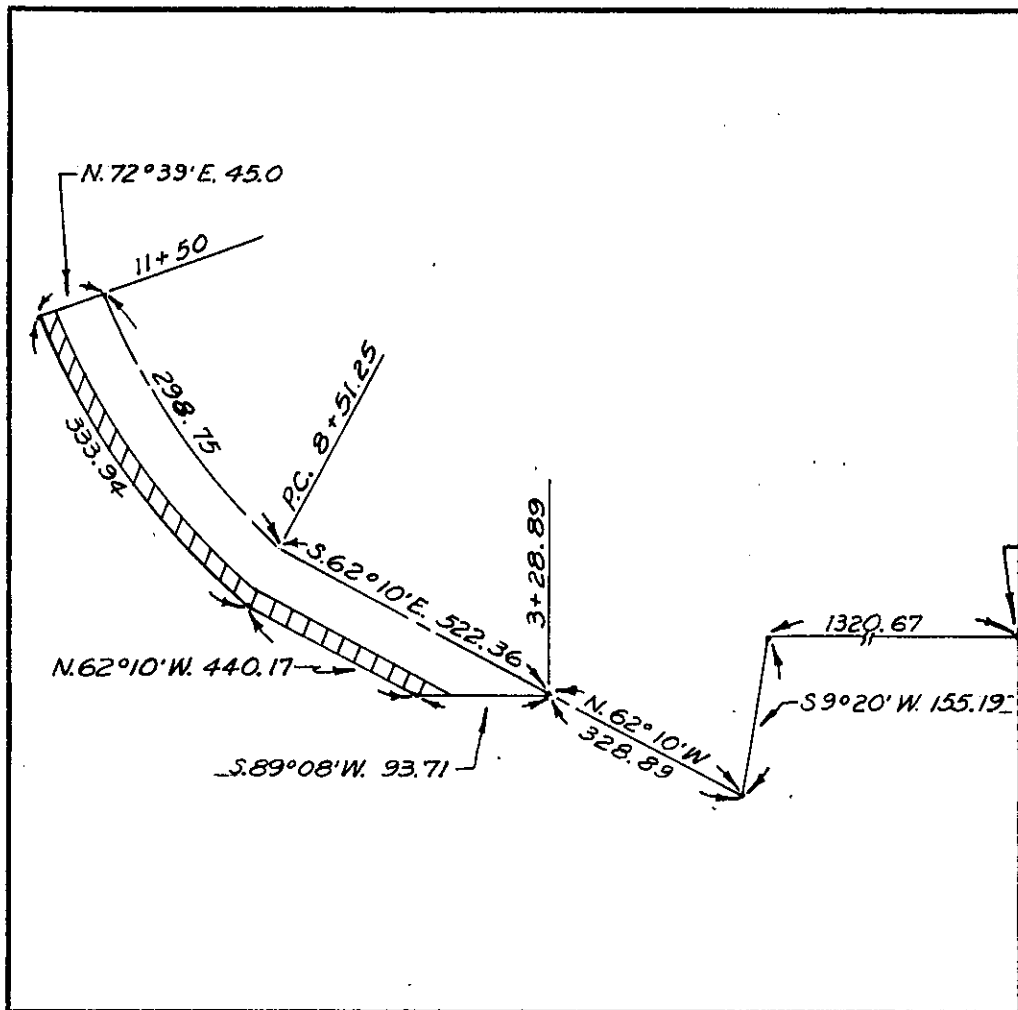 N. 72°39'E. 45.0
11+50
298.75
333.94
P.C. 8+51.25
S. 62°10'E. 522.36
3+28.89
1320.67
N. 62°10'W. 440.17
N. 62°10'W
328.89
S 9°20' W. 155.19
S. 89°08'W. 93.71